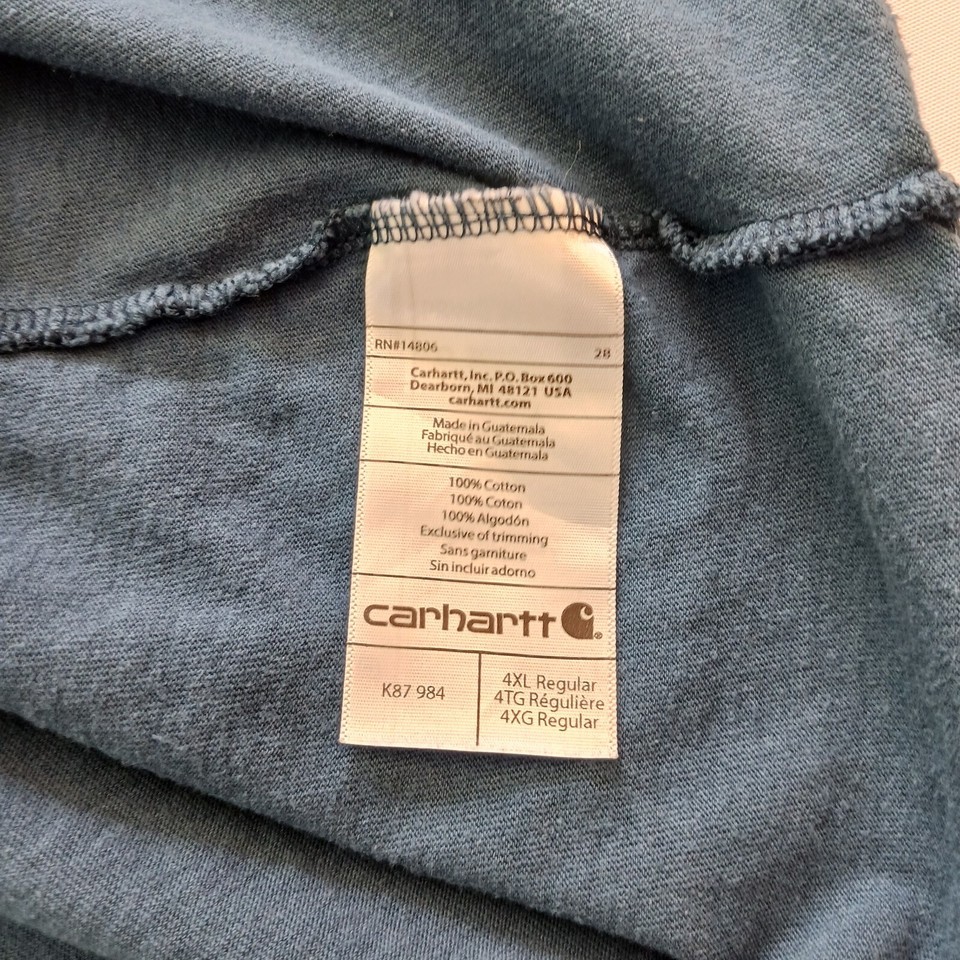 RN#14806 28
Carhartt, Inc. P.O. Box 600
Dearborn, MI 48121 USA
carhartt.com
Made in Guatemala
Fabriqué au Guatemala
Hecho en Guatemala
100% Cotton
100% Coton
100% Algodón
Exclusive of trimming
Sans garniture
Sin incluir adorno
carhartt ®
K87 984
4XL Regular
4TG Régulière
4XG Regular